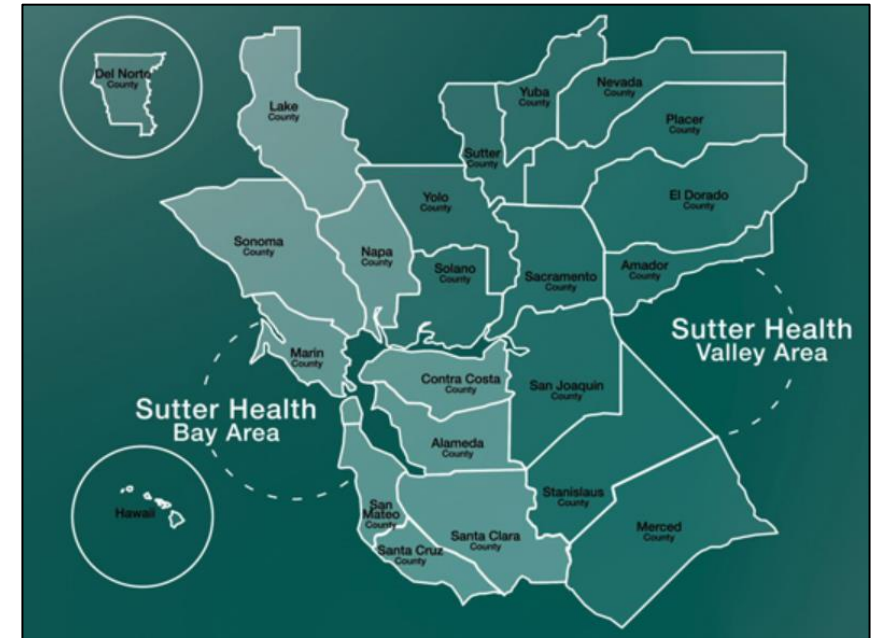 Del Norto
County
Lake
County
Yuba
County
Nevada
County
Placer
County
Sutter
County
El Dorado
County
Yolo
County
Sonoma
County
Napa
County
Solano
County
Sacramento
County
Amador
County
Marin
County
Contra Costa
County
San Joaquin
County
Sutter Health
Valley Area
Sutter Health
Bay Area
Alameda
County
Hawaii
San
Mateo
County
Santa Cruz
County
Santa Clara
County
Stanislaus
County
Merced
County